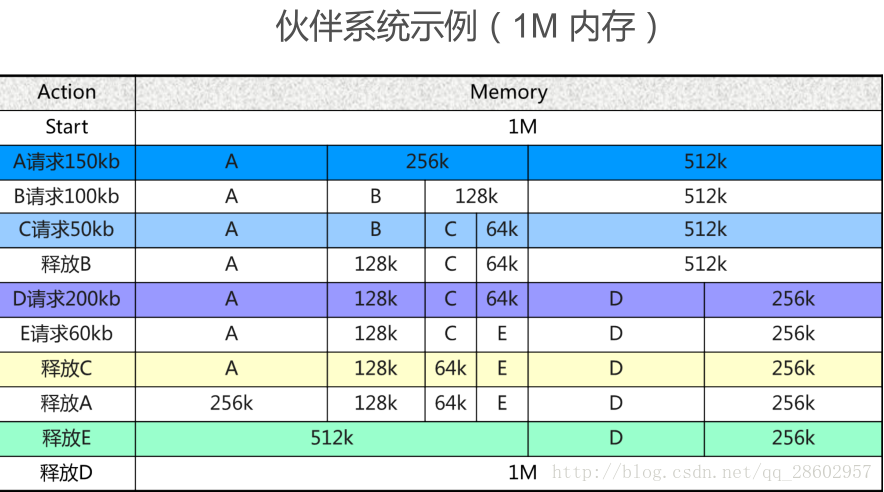 伙伴系统示例（1M 内存）
Action Memory
Start 1M
A请求150kb A 256k 512k
B请求100kb A B 128k 512k
C请求50kb A B C 64k 512k
释放B A 128k C 64k 512k
D请求200kb A 128k C 64k D 256k
E请求60kb A 128k C E D 256k
释放C A 128k 64k E D 256k
释放A 256k 128k 64k E D 256k
释放E 512k D 256k
释放D 1M http://blog.csdn.net/qq_28602957